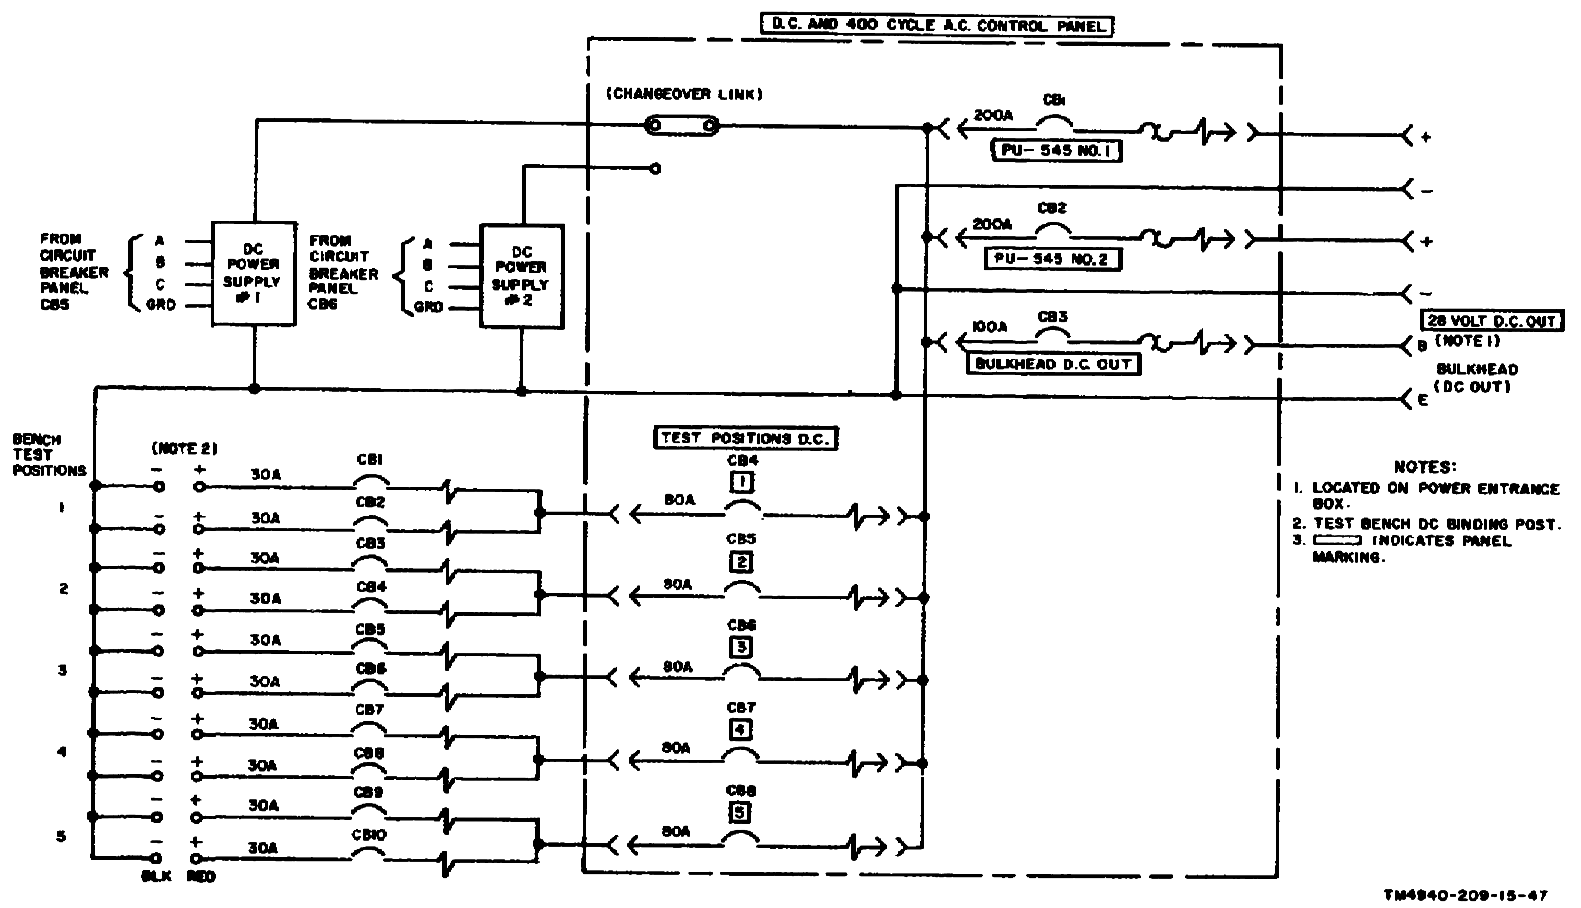 D.C. AND 400 CYCLE A.C. CONTROL PANEL
(CHANGEOVER LINK)
200A
CB1
PU-545 NO.1
+
-
200A
CB2
PU-545 NO.2
+
-
100A
CB3
BULKHEAD D.C. OUT
28 VOLT D.C. OUT
B (NOTE 1)
BULKHEAD
(DC OUT)
E
FROM
CIRCUIT
BREAKER
PANEL
CB5
A
B
C
GRD
DC
POWER
SUPPLY
#1
FROM
CIRCUIT
BREAKER
PANEL
CB6
A
B
C
GRD
DC
POWER
SUPPLY
#2
BENCH
TEST
POSITIONS
(NOTE 2)
TEST POSITIONS D.C.
1
- + 30A CB1
- + 30A CB2
80A CB4 1
2
- + 30A CB3
- + 30A CB4
80A CB5 2
3
- + 30A CB5
- + 30A CB6
80A CB6 3
4
- + 30A CB7
- + 30A CB8
80A CB7 4
5
- + 30A CB9
- + 30A CB10
80A CB8 5
BLK RED
NOTES:
1. LOCATED ON POWER ENTRANCE
BOX.
2. TEST BENCH DC BINDING POST.
3. INDICATES PANEL
MARKING.
TM4940-209-15-47